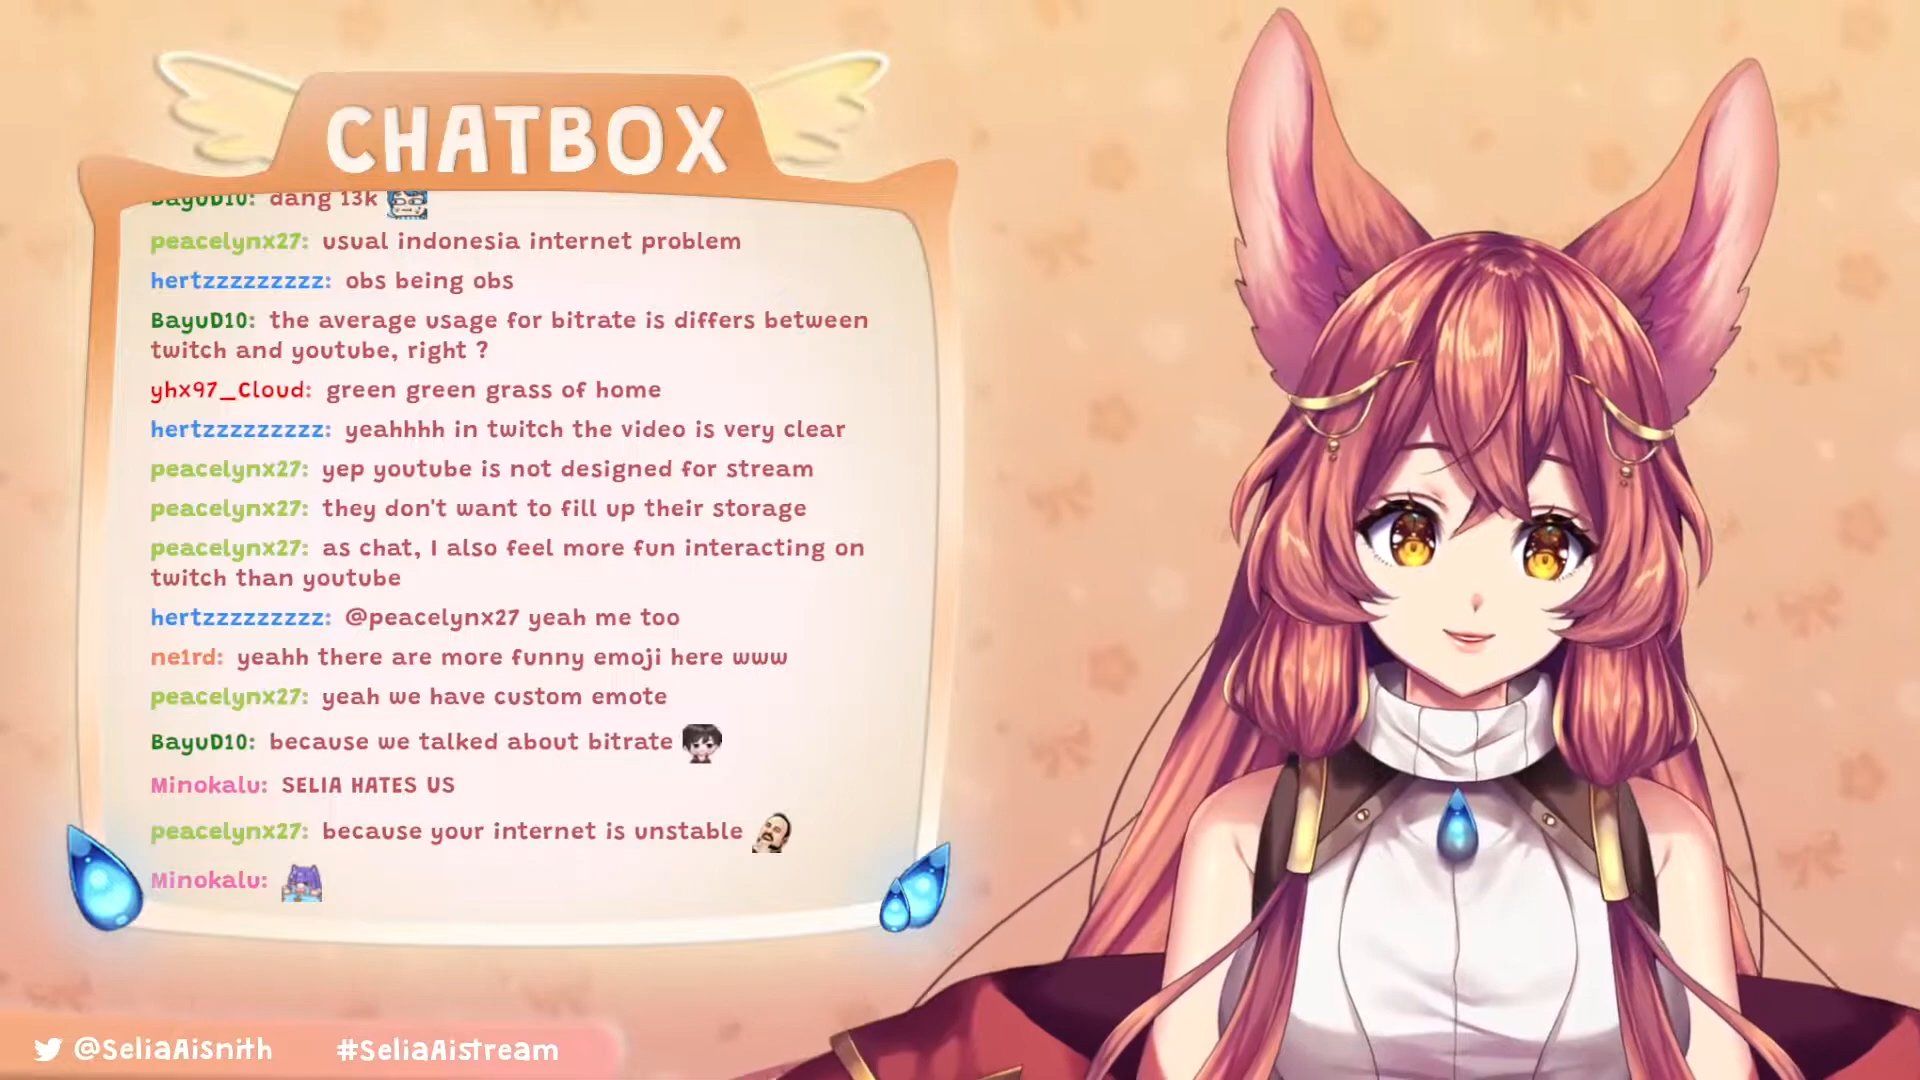 CHATBOX
BayuD10: dang 13k
peacelynx27: usual indonesia internet problem
hertzzzzzzzzz: obs being obs
BayuD10: the average usage for bitrate is differs between
twitch and youtube, right ?
yhx97_Cloud: green green grass of home
hertzzzzzzzzz: yeahhhh in twitch the video is very clear
peacelynx27: yep youtube is not designed for stream
peacelynx27: they don't want to fill up their storage
peacelynx27: as chat, I also feel more fun interacting on
twitch than youtube
hertzzzzzzzzz: @peacelynx27 yeah me too
ne1rd: yeahh there are more funny emoji here www
peacelynx27: yeah we have custom emote
BayuD10: because we talked about bitrate
Minokalu: SELIA HATES US
peacelynx27: because your internet is unstable
Minokalu:
@SeliaAisnith #SeliaAistream